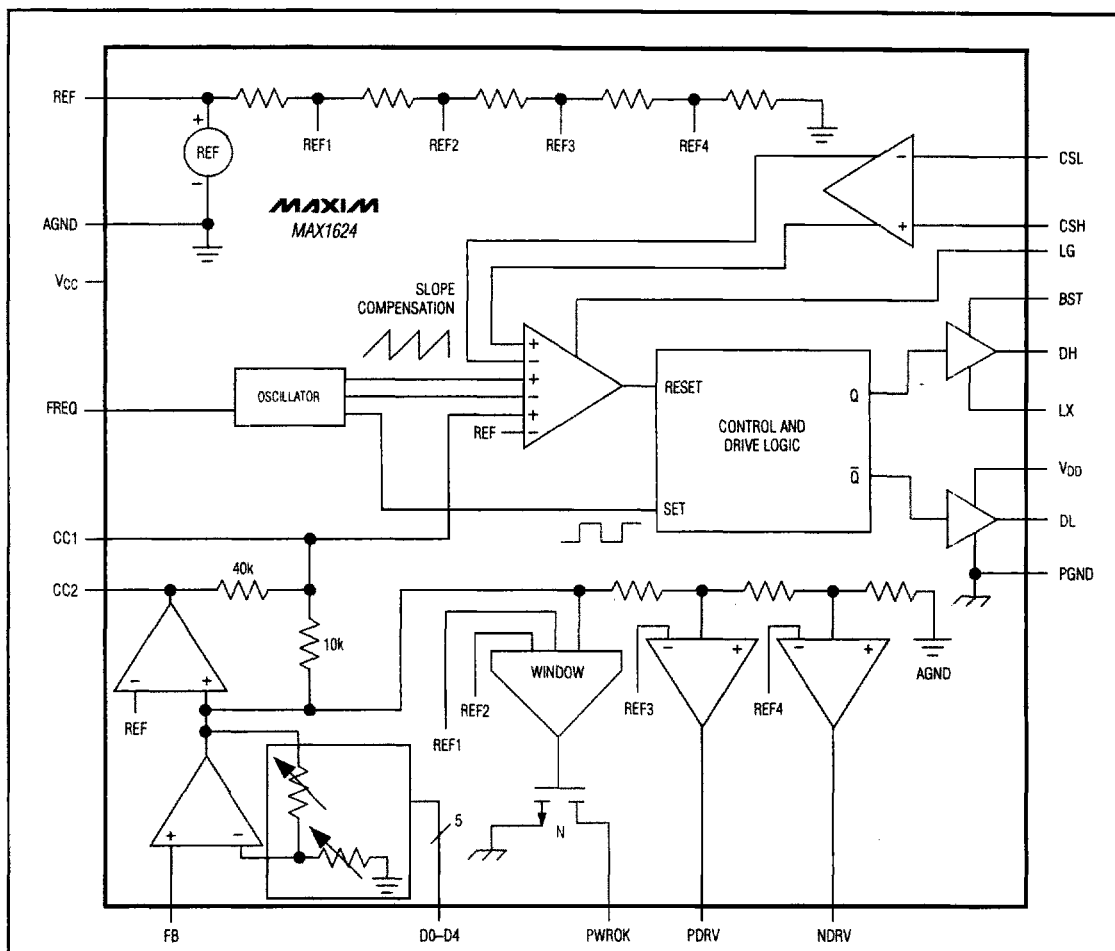 REF
REF1
REF2
REF3
REF4
+
REF
−
CSL
−
MAXIM
MAX1624
AGND
+
CSH
LG
VCC
SLOPE
COMPENSATION
BST
+
−
DH
OSCILLATOR
+
−
RESET
Q
FREQ
+
REF
−
CONTROL AND
DRIVE LOGIC
LX
VDD
Q̅
SET
DL
CC1
PGND
CC2
40k
10k
WINDOW
−
+
−
+
AGND
−
+
REF
REF2
REF1
REF3
REF4
5
N
+
−
FB
D0–D4
PWROK
PDRV
NDRV